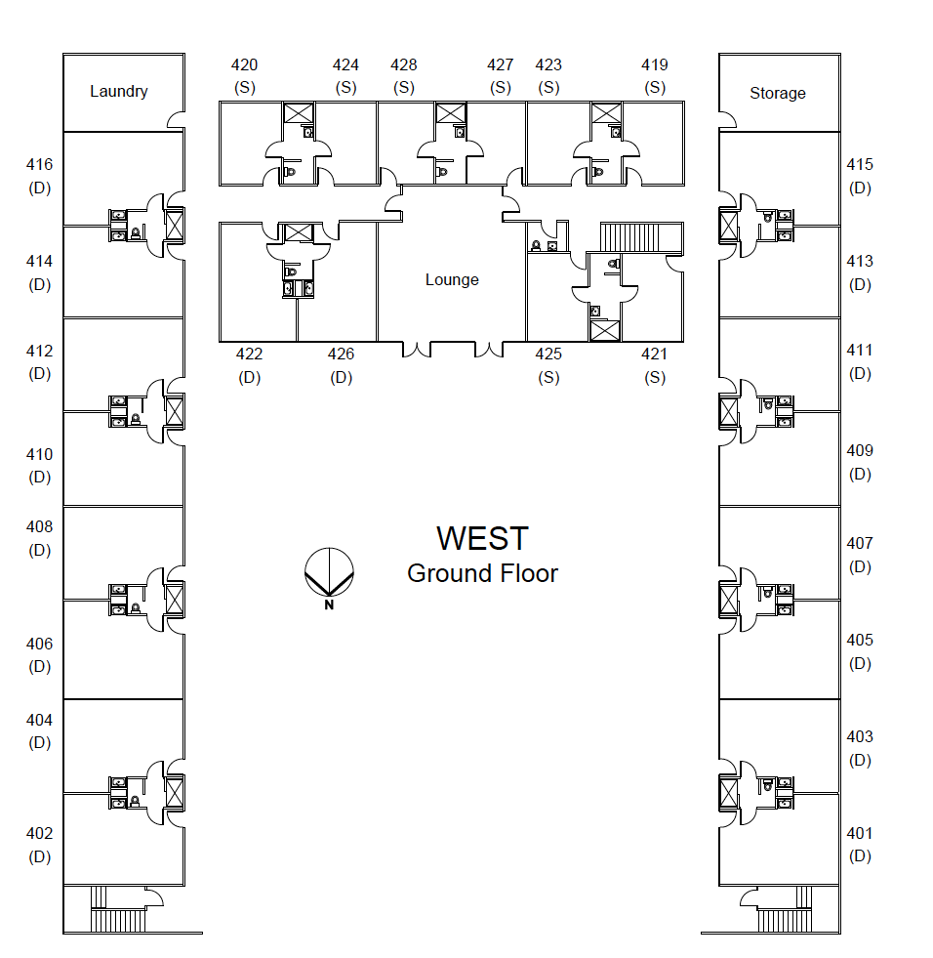 420 424 428 427 423 419
(S) (S) (S) (S) (S) (S)
Laundry
Storage
416
(D)
415
(D)
414
(D)
Lounge
413
(D)
422 426 425 421
(D) (D) (S) (S)
412
(D)
411
(D)
410
(D)
409
(D)
408
(D)
WEST
Ground Floor
N
407
(D)
406
(D)
405
(D)
404
(D)
403
(D)
402
(D)
401
(D)